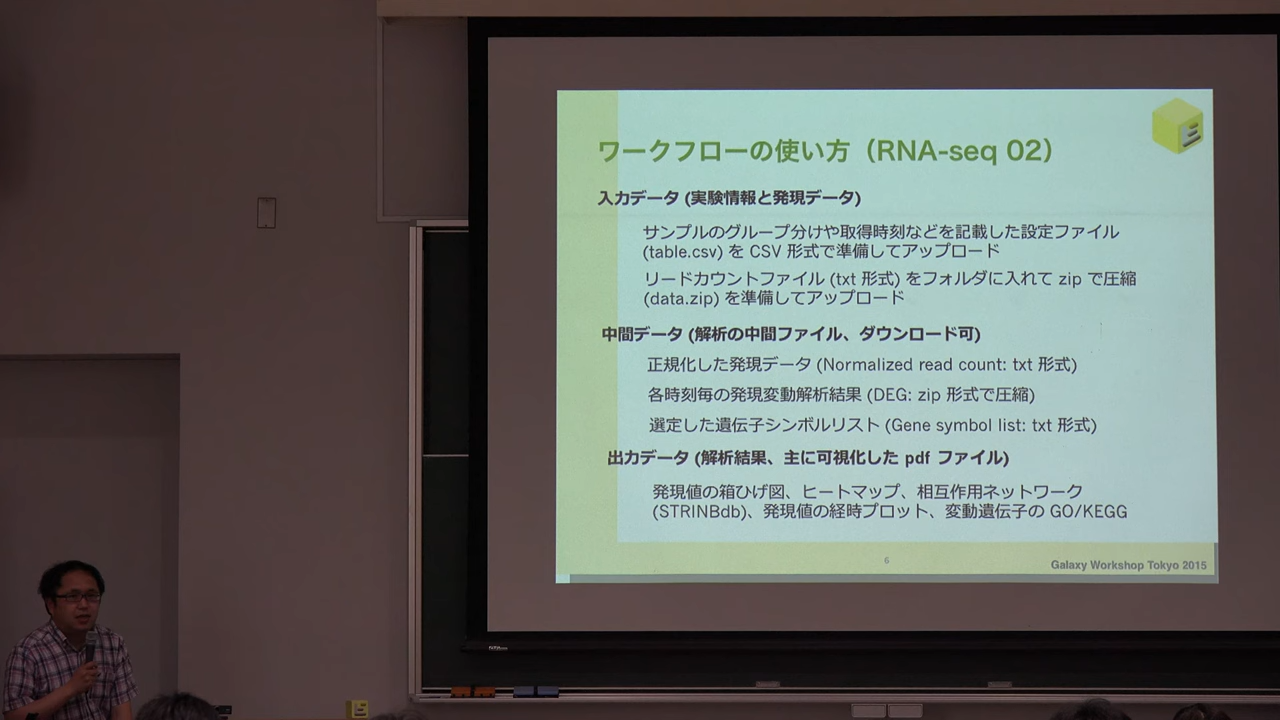 ワークフローの使い方（RNA-seq 02）
入力データ (実験情報と発現データ)
サンプルのグループ分けや取得時刻などを記載した設定ファイル
(table.csv) を CSV 形式で準備してアップロード
リードカウントファイル (txt 形式) をフォルダに入れて zip で圧縮
(data.zip) を準備してアップロード
中間データ (解析の中間ファイル、ダウンロード可)
正規化した発現データ (Normalized read count: txt 形式)
各時刻毎の発現変動解析結果 (DEG: zip 形式で圧縮)
選定した遺伝子シンボルリスト (Gene symbol list: txt 形式)
出力データ (解析結果、主に可視化した pdf ファイル)
発現値の箱ひげ図、ヒートマップ、相互作用ネットワーク
(STRINBdb)、発現値の経時プロット、変動遺伝子の GO/KEGG
6
Galaxy Workshop Tokyo 2015